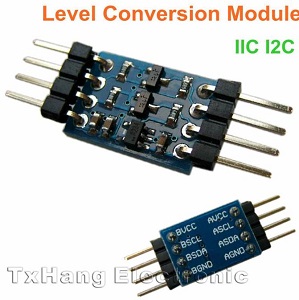 Level Conversion Module
IIC I2C
BVCC AVCC
BSCL ASCL
BSDA ASDA
BGND AGND
TxHang Electronic